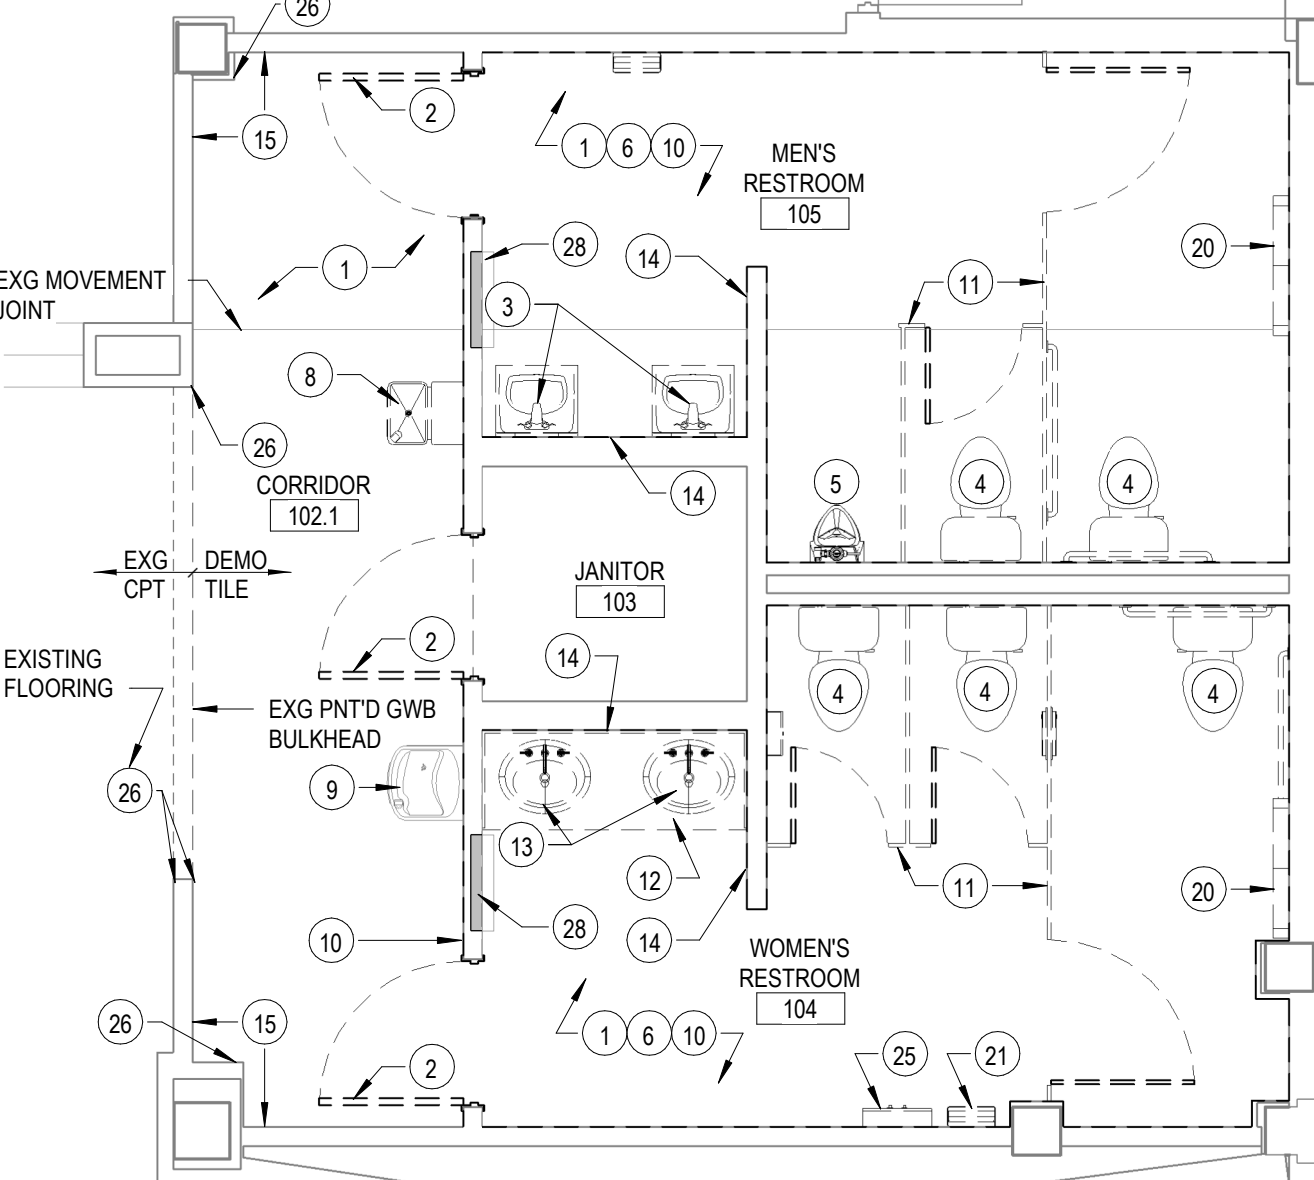 26
2
15
1 6 10
MEN'S
RESTROOM
105
28
14
20
1
11
EXG MOVEMENT
JOINT
3
8
26
CORRIDOR
102.1
14
5
4
4
EXG
CPT
DEMO
TILE
JANITOR
103
2
14
EXISTING
FLOORING
EXG PNT'D GWB
BULKHEAD
4
4
4
26
9
13
12
11
20
10
28
14
WOMEN'S
RESTROOM
104
26
15
1 6 10
25
21
2